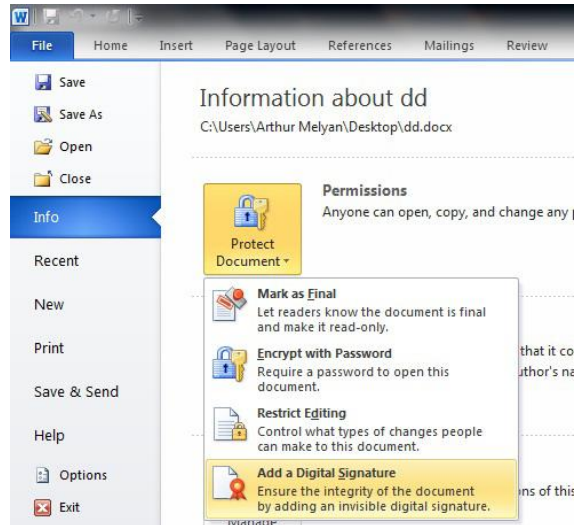 W
File Home Insert Page Layout References Mailings Review
Save
Save As
Open
Close
Info
Recent
New
Print
Save & Send
Help
Options
Exit
Information about dd
C:\Users\Arthur Melyan\Desktop\dd.docx
Protect
Document
Permissions
Anyone can open, copy, and change any
Mark as Final
Let readers know the document is final
and make it read-only.
Encrypt with Password
Require a password to open this
document.
Restrict Editing
Control what types of changes people
can make to this document.
Add a Digital Signature
Ensure the integrity of the document
by adding an invisible digital signature.
that it co
uthor's na
ons of this
Manage